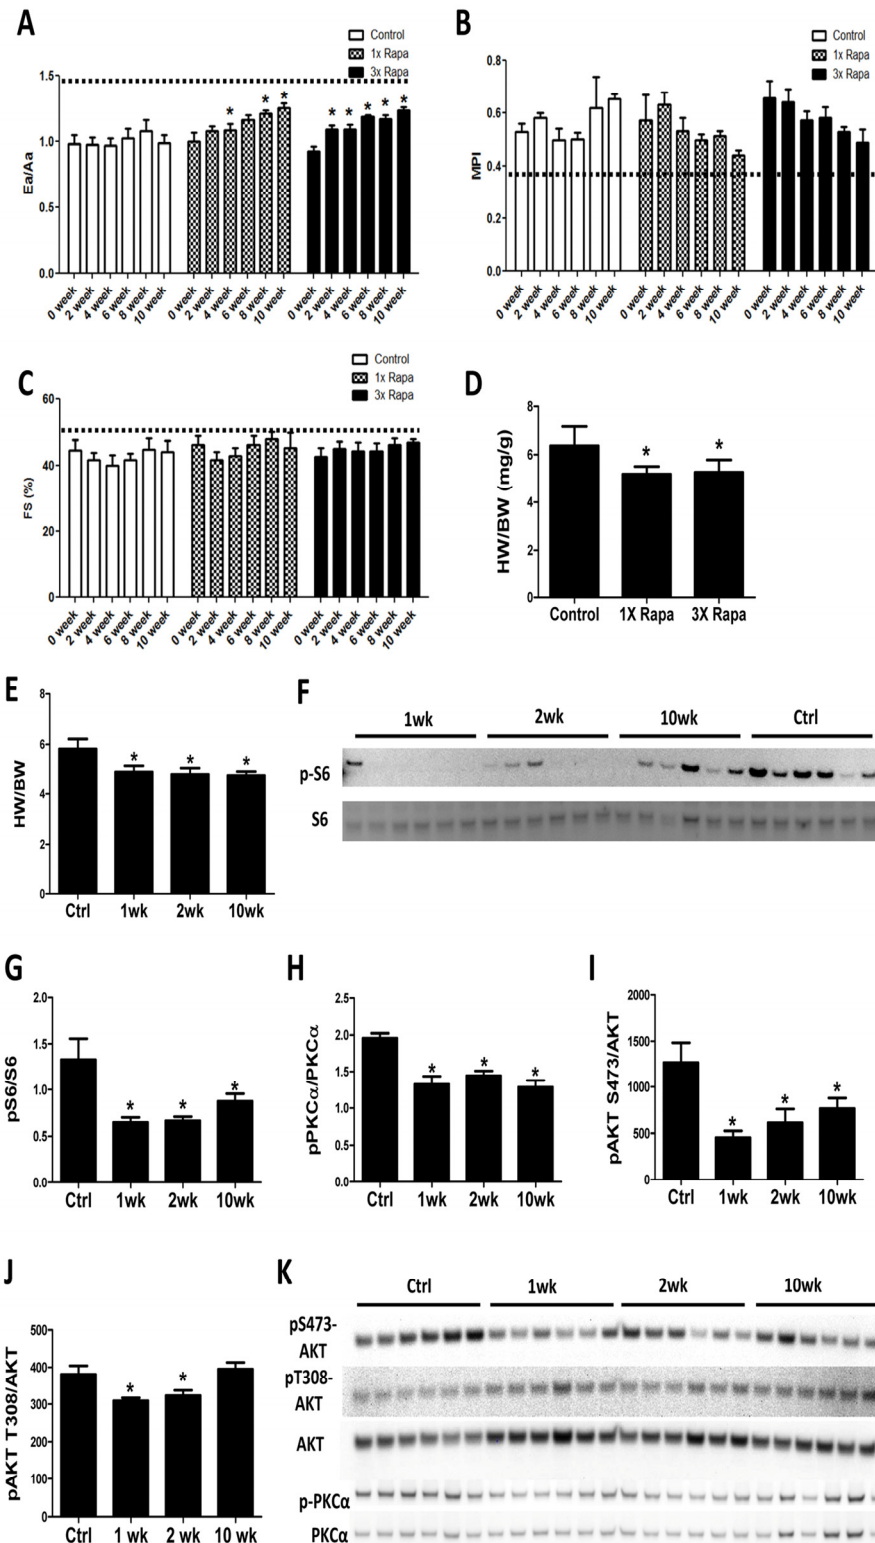 A
Control
1x Rapa
3x Rapa
Ea/Aa
1.5
1.0
0.5
0.0
* * * * * * * *
0 week 2 week 4 week 6 week 8 week 10 week 0 week 2 week 4 week 6 week 8 week 10 week 0 week 2 week 4 week 6 week 8 week 10 week
B
Control
1x Rapa
3x Rapa
MPI
0.8
0.6
0.4
0.2
0.0
0 week 2 week 4 week 6 week 8 week 10 week 0 week 2 week 4 week 6 week 8 week 10 week 0 week 2 week 4 week 6 week 8 week 10 week
C
Control
1x Rapa
3x Rapa
FS (%)
60
40
20
0
0 week 2 week 4 week 6 week 8 week 10 week 0 week 2 week 4 week 6 week 8 week 10 week 0 week 2 week 4 week 6 week 8 week 10 week
D
HW/BW (mg/g)
8
6
4
2
0
* *
Control 1X Rapa 3X Rapa
E
HW/BW
8
6
4
2
0
* * *
Ctrl 1wk 2wk 10wk
F
1wk 2wk 10wk Ctrl
p-S6
S6
G
pS6/S6
2.0
1.5
1.0
0.5
0.0
* * *
Ctrl 1wk 2wk 10wk
H
pPKCα/PKCα
2.5
2.0
1.5
1.0
0.5
0.0
* * *
Ctrl 1wk 2wk 10wk
I
pAKT S473/AKT
2000
1500
1000
500
0
* * *
Ctrl 1wk 2wk 10wk
J
pAKT T308/AKT
500
400
300
200
100
0
* *
Ctrl 1 wk 2 wk 10 wk
K
Ctrl 1wk 2wk 10wk
pS473-
AKT
pT308-
AKT
AKT
p-PKCα
PKCα